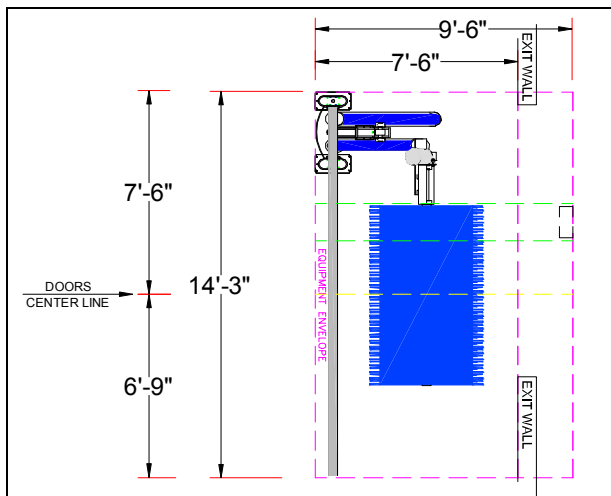 9'-6"
7'-6"
EXIT WALL
7'-6"
14'-3"
DOORS
CENTER LINE
EQUIPMENT ENVELOPE
6'-9"
EXIT WALL